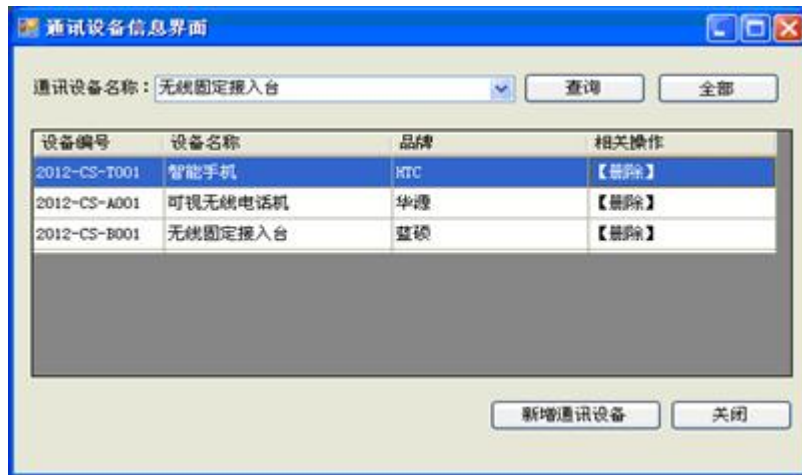 通讯设备信息界面
通讯设备名称：无线固定接入台 查询 全部
设备编号 设备名称 品牌 相关操作
2012-CS-T001 智能手机 HTC 【删除】
2012-CS-A001 可视无线电话机 华源 【删除】
2012-CS-B001 无线固定接入台 蓝硕 【删除】
新增通讯设备 关闭